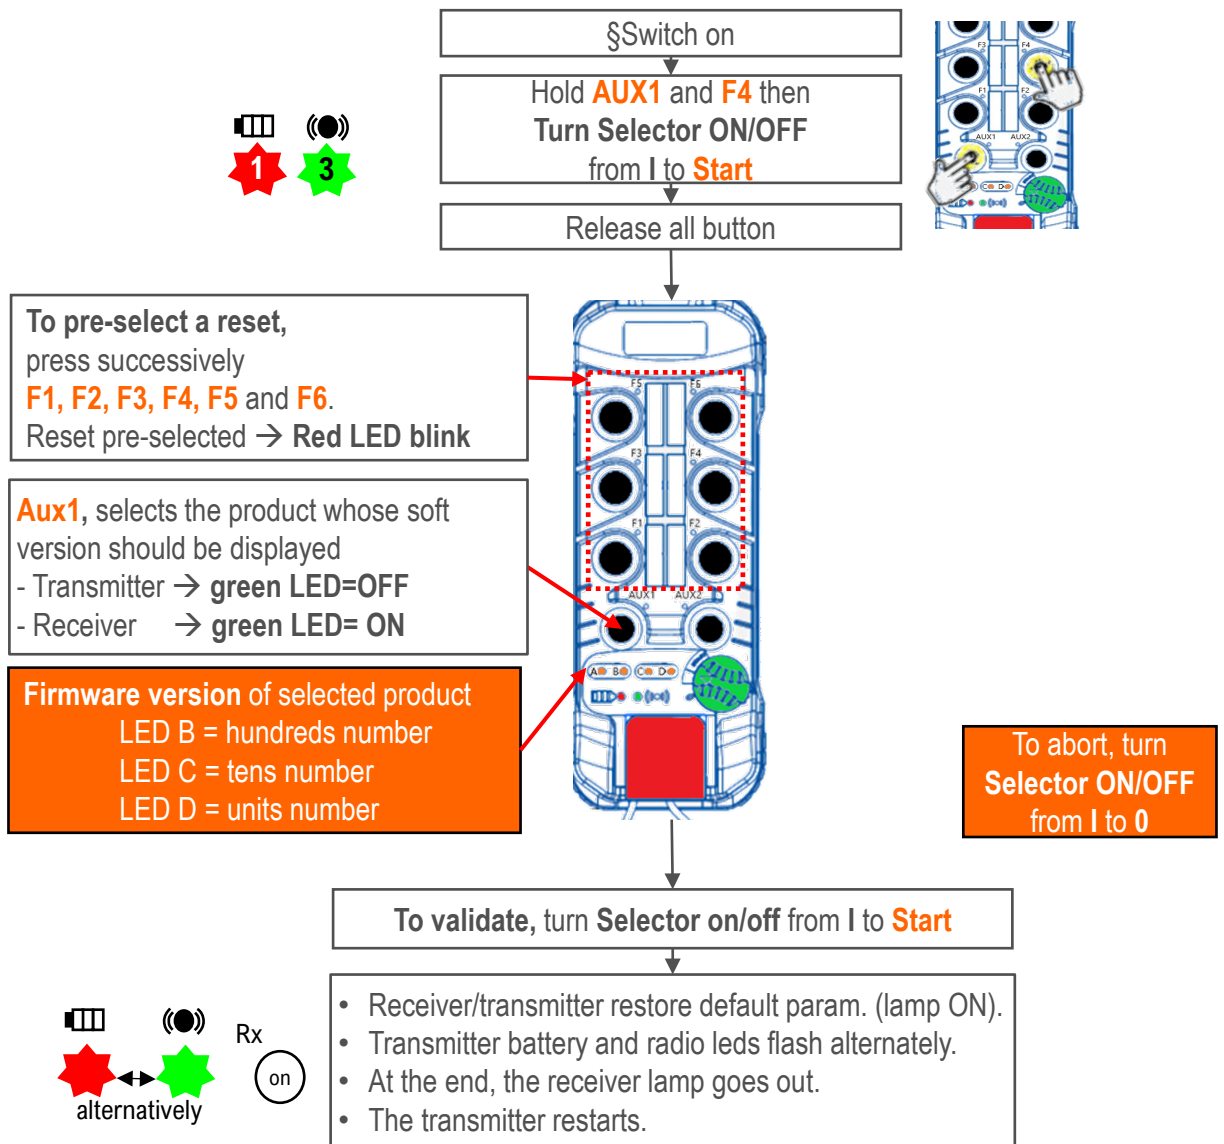 §Switch on
Hold AUX1 and F4 then
Turn Selector ON/OFF
from I to Start
F3 F4
F1 F2
AUX1 AUX2
C D
1 3
Release all button
To pre-select a reset,
press successively
F1, F2, F3, F4, F5 and F6.
Reset pre-selected → Red LED blink
F5 F6
F3 F4
F1 F2
AUX1 AUX2
A B C D
Aux1, selects the product whose soft
version should be displayed
- Transmitter → green LED=OFF
- Receiver → green LED= ON
Firmware version of selected product
LED B = hundreds number
LED C = tens number
LED D = units number
To abort, turn
Selector ON/OFF
from I to 0
To validate, turn Selector on/off from I to Start
• Receiver/transmitter restore default param. (lamp ON).
• Transmitter battery and radio leds flash alternately.
• At the end, the receiver lamp goes out.
• The transmitter restarts.
Rx
on
alternatively